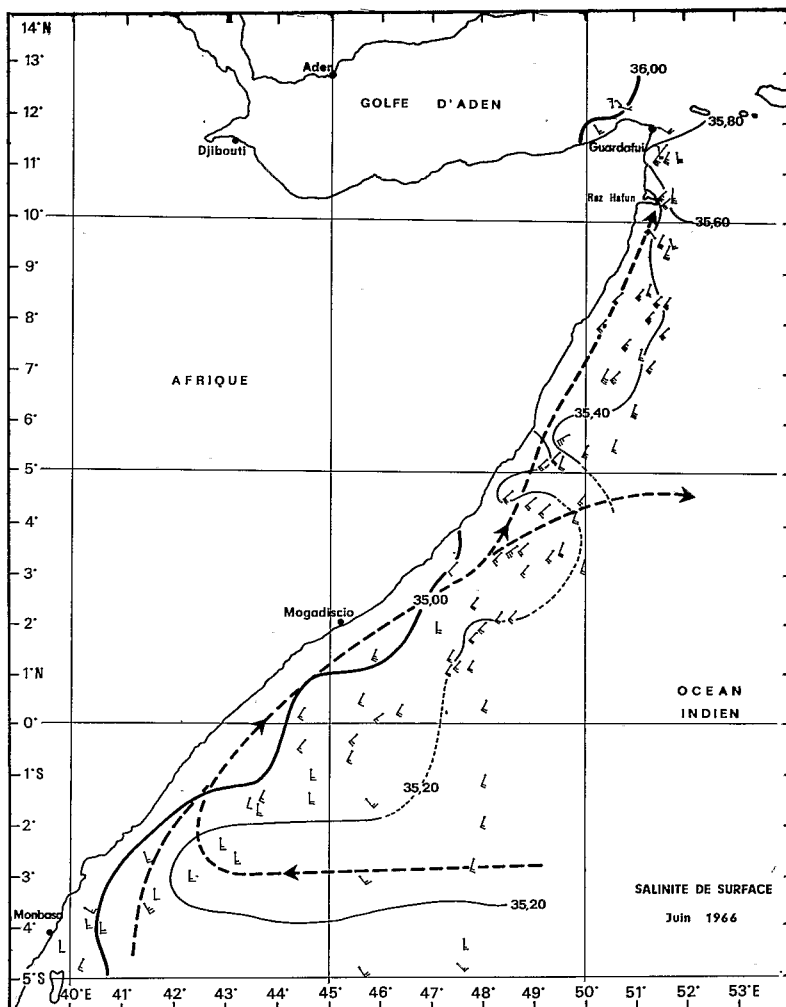 14°N
13°
12°
11°
10°
9°
8°
7°
6°
5°
4°
3°
2°
1°N
0°
1°S
2°
3°
4°
5°S
Aden
GOLFE D'ADEN
36,00
35,80
Djibouti
Guardafui
Raz Hafun
35,60
AFRIQUE
35,40
35,00
Mogadiscio
OCEAN
INDIEN
35,20
35,20
SALINITE DE SURFACE
Juin 1966
Monbasa
40°E 41° 42° 43° 44° 45° 46° 47° 48° 49° 50° 51° 52° 53°E